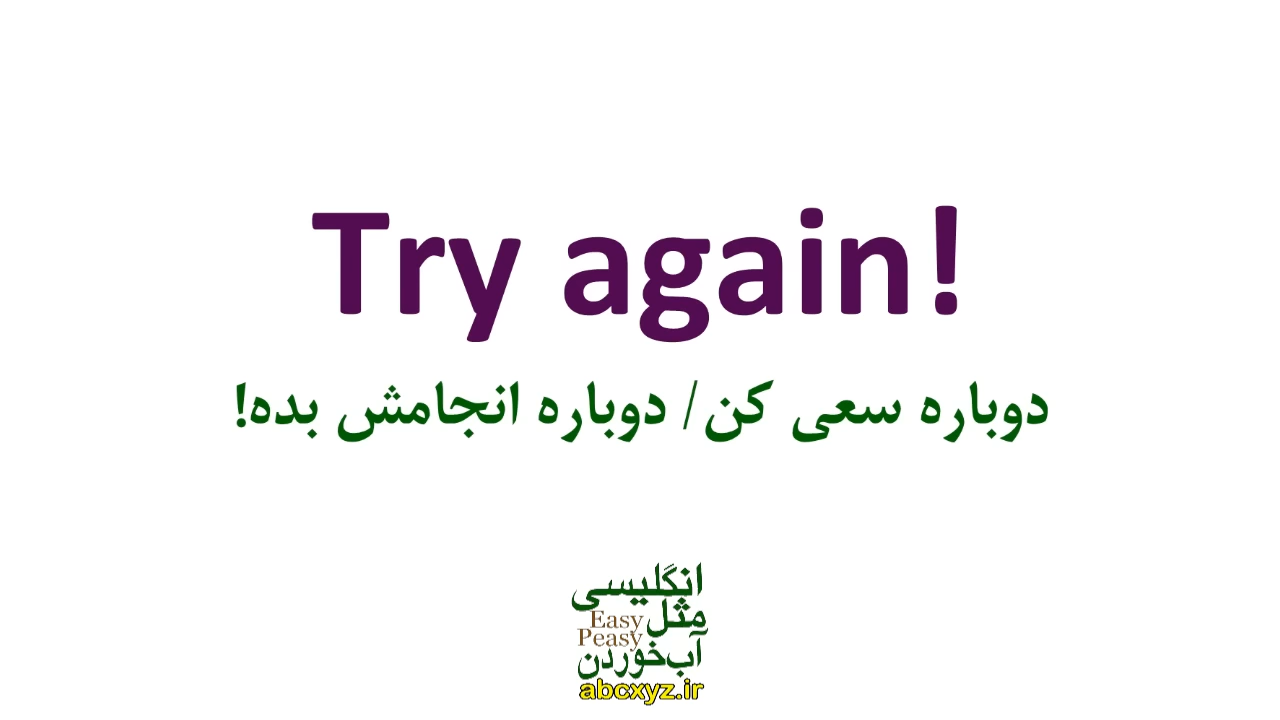 Try again!
دوباره سعی کن/ دوباره انجامش بده!
انگلیسی
مثل
Easy
Peasy
آب‌خوردن
abcxyz.ir